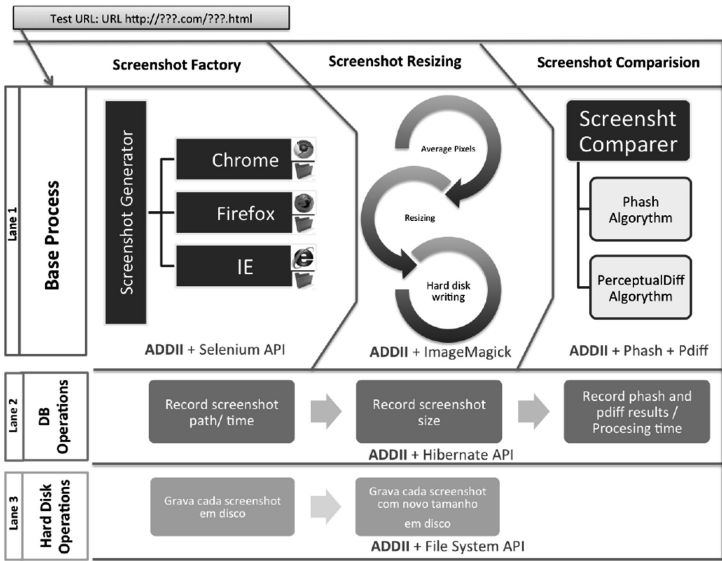 Test URL: URL http://???.com/???.html
Screenshot Factory
Screenshot Resizing
Screenshot Comparision
Lane 1
Base Process
Screenshot Generator
Chrome
Firefox
IE
ADDII + Selenium API
Average Pixels
Resizing
Hard disk
writing
ADDII + ImageMagick
Screensht
Comparer
Phash
Algorythm
PerceptualDiff
Algorythm
ADDII + Phash + Pdiff
Lane 2
DB
Operations
Record screenshot
path/ time
Record screenshot
size
Record phash and
pdiff results /
Procesing time
ADDII + Hibernate API
Lane 3
Hard Disk
Operations
Grava cada screenshot
em disco
Grava cada screenshot
com novo tamanho
em disco
ADDII + File System API